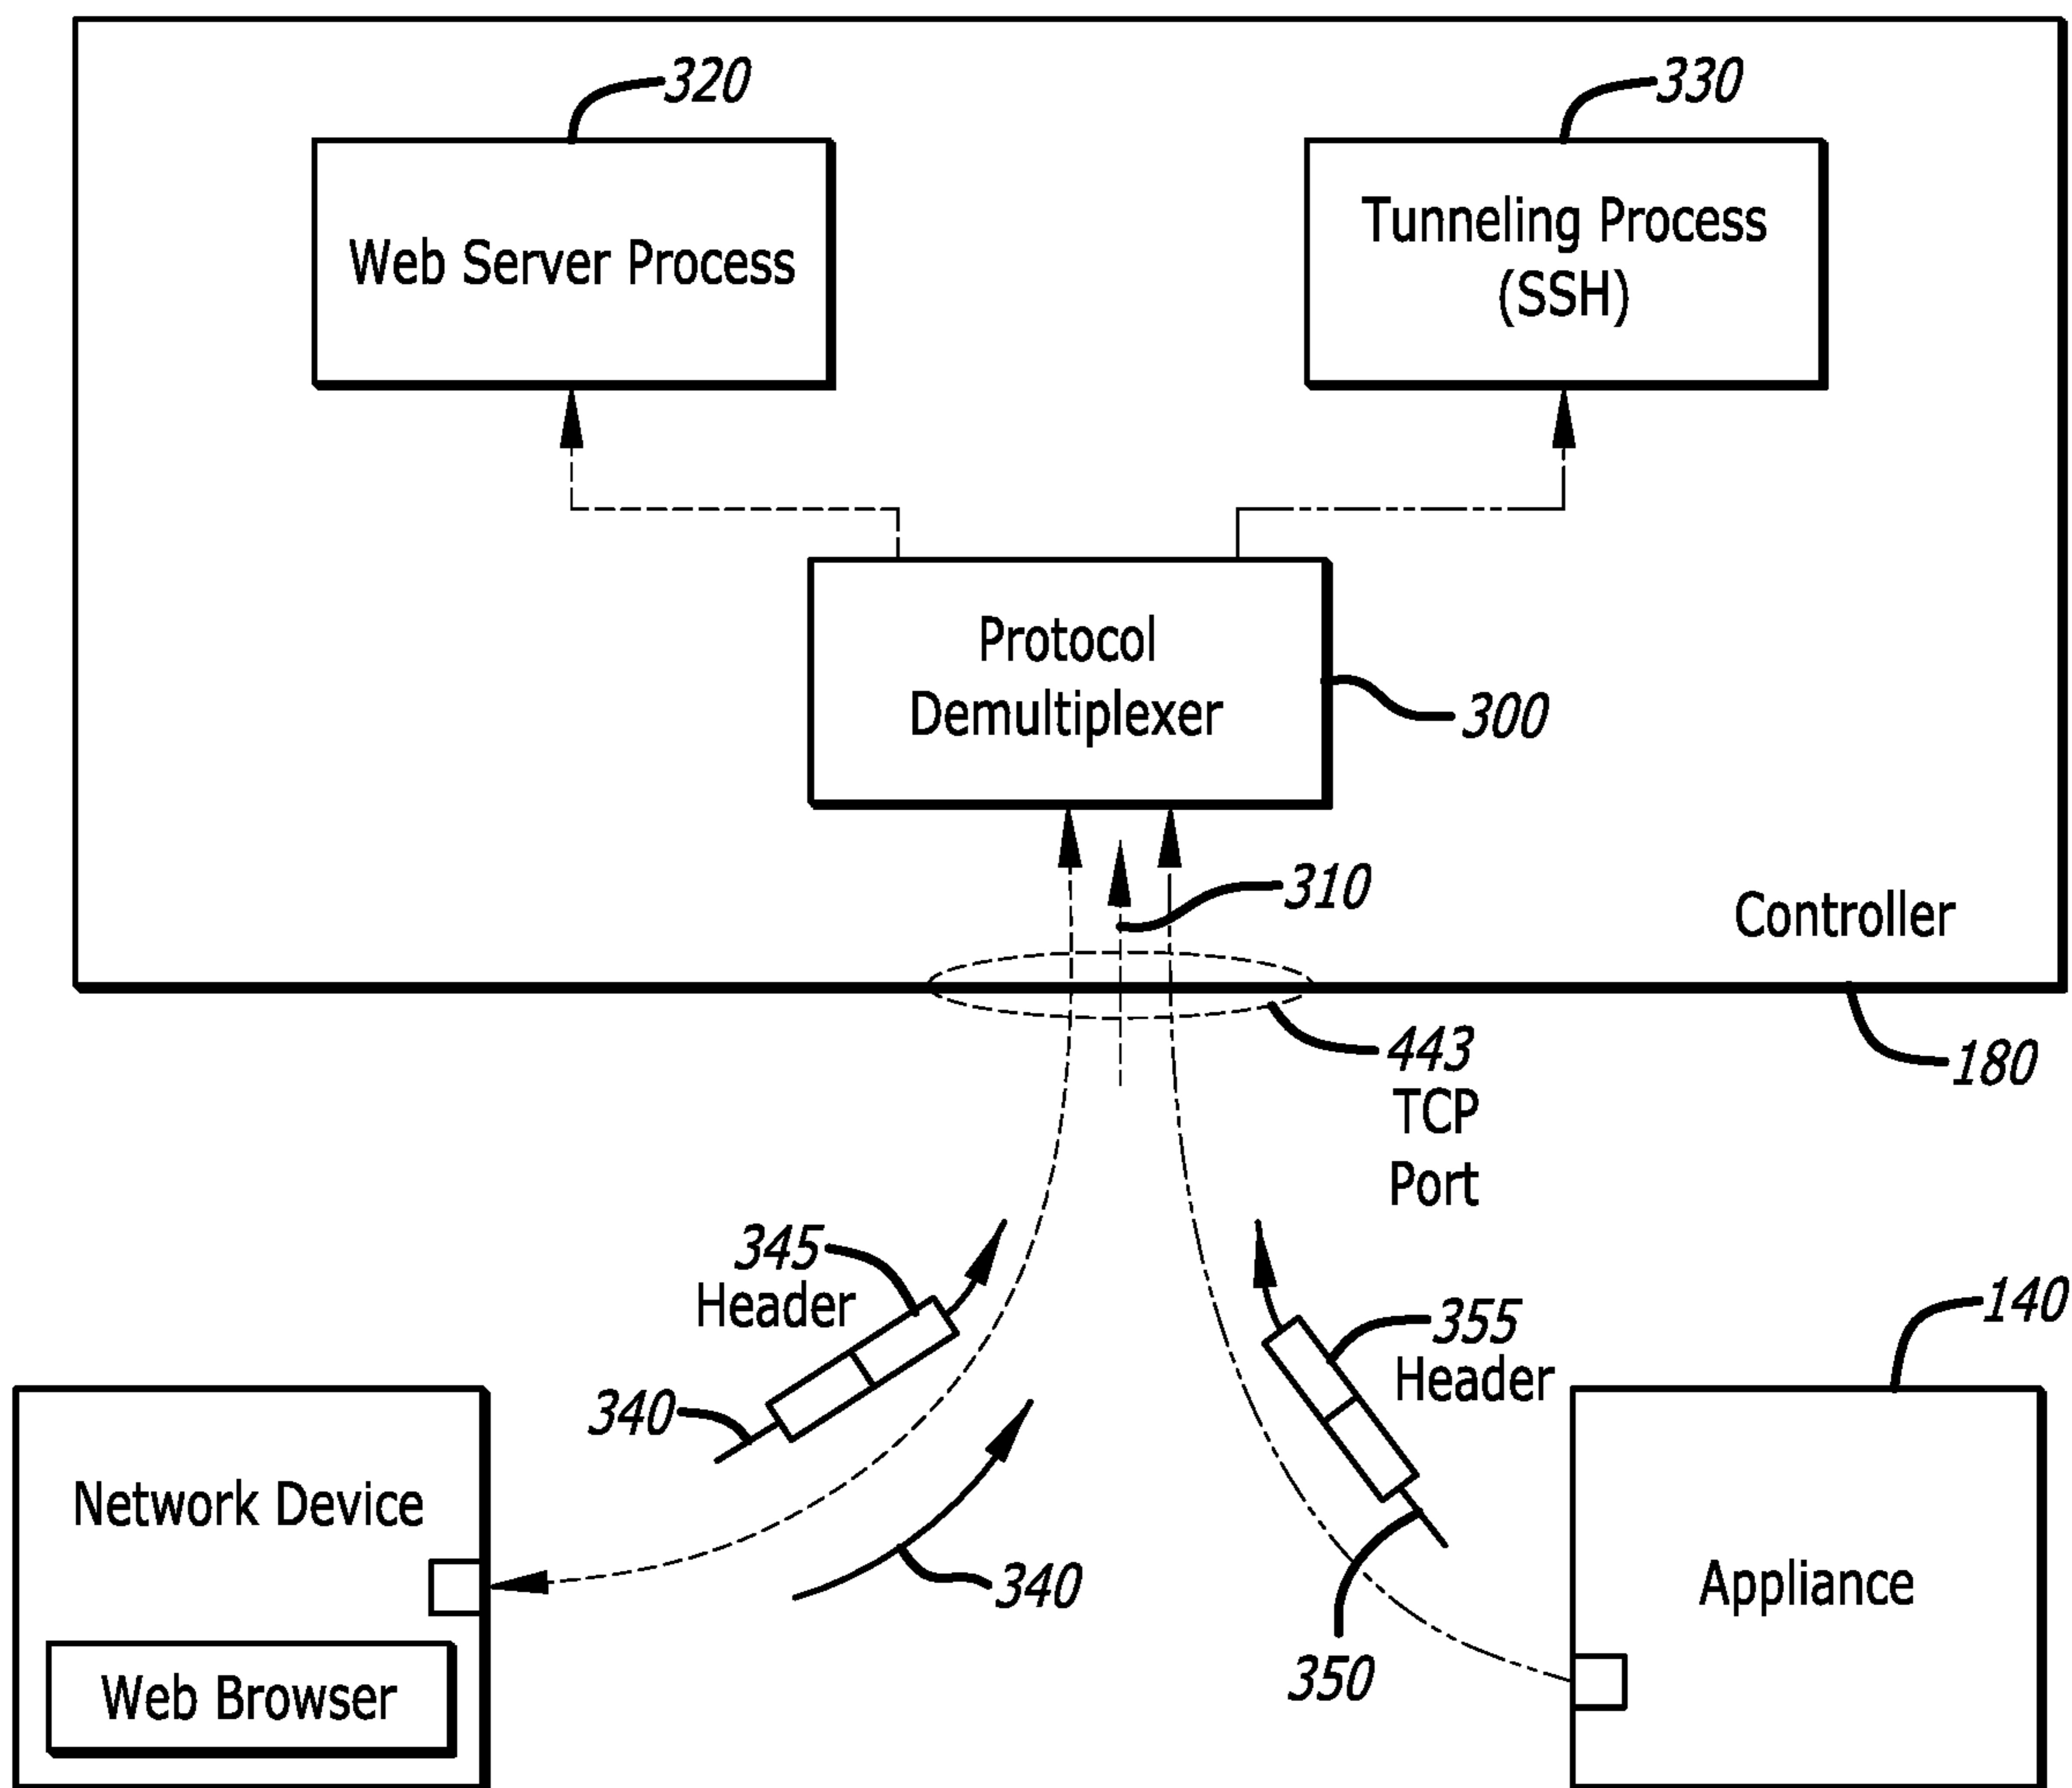 320
330
Web Server Process
Tunneling Process
(SSH)
Protocol
Demultiplexer
300
310
Controller
443
TCP
Port
180
345
Header
355
Header
140
340
Network Device
340
350
Appliance
Web Browser